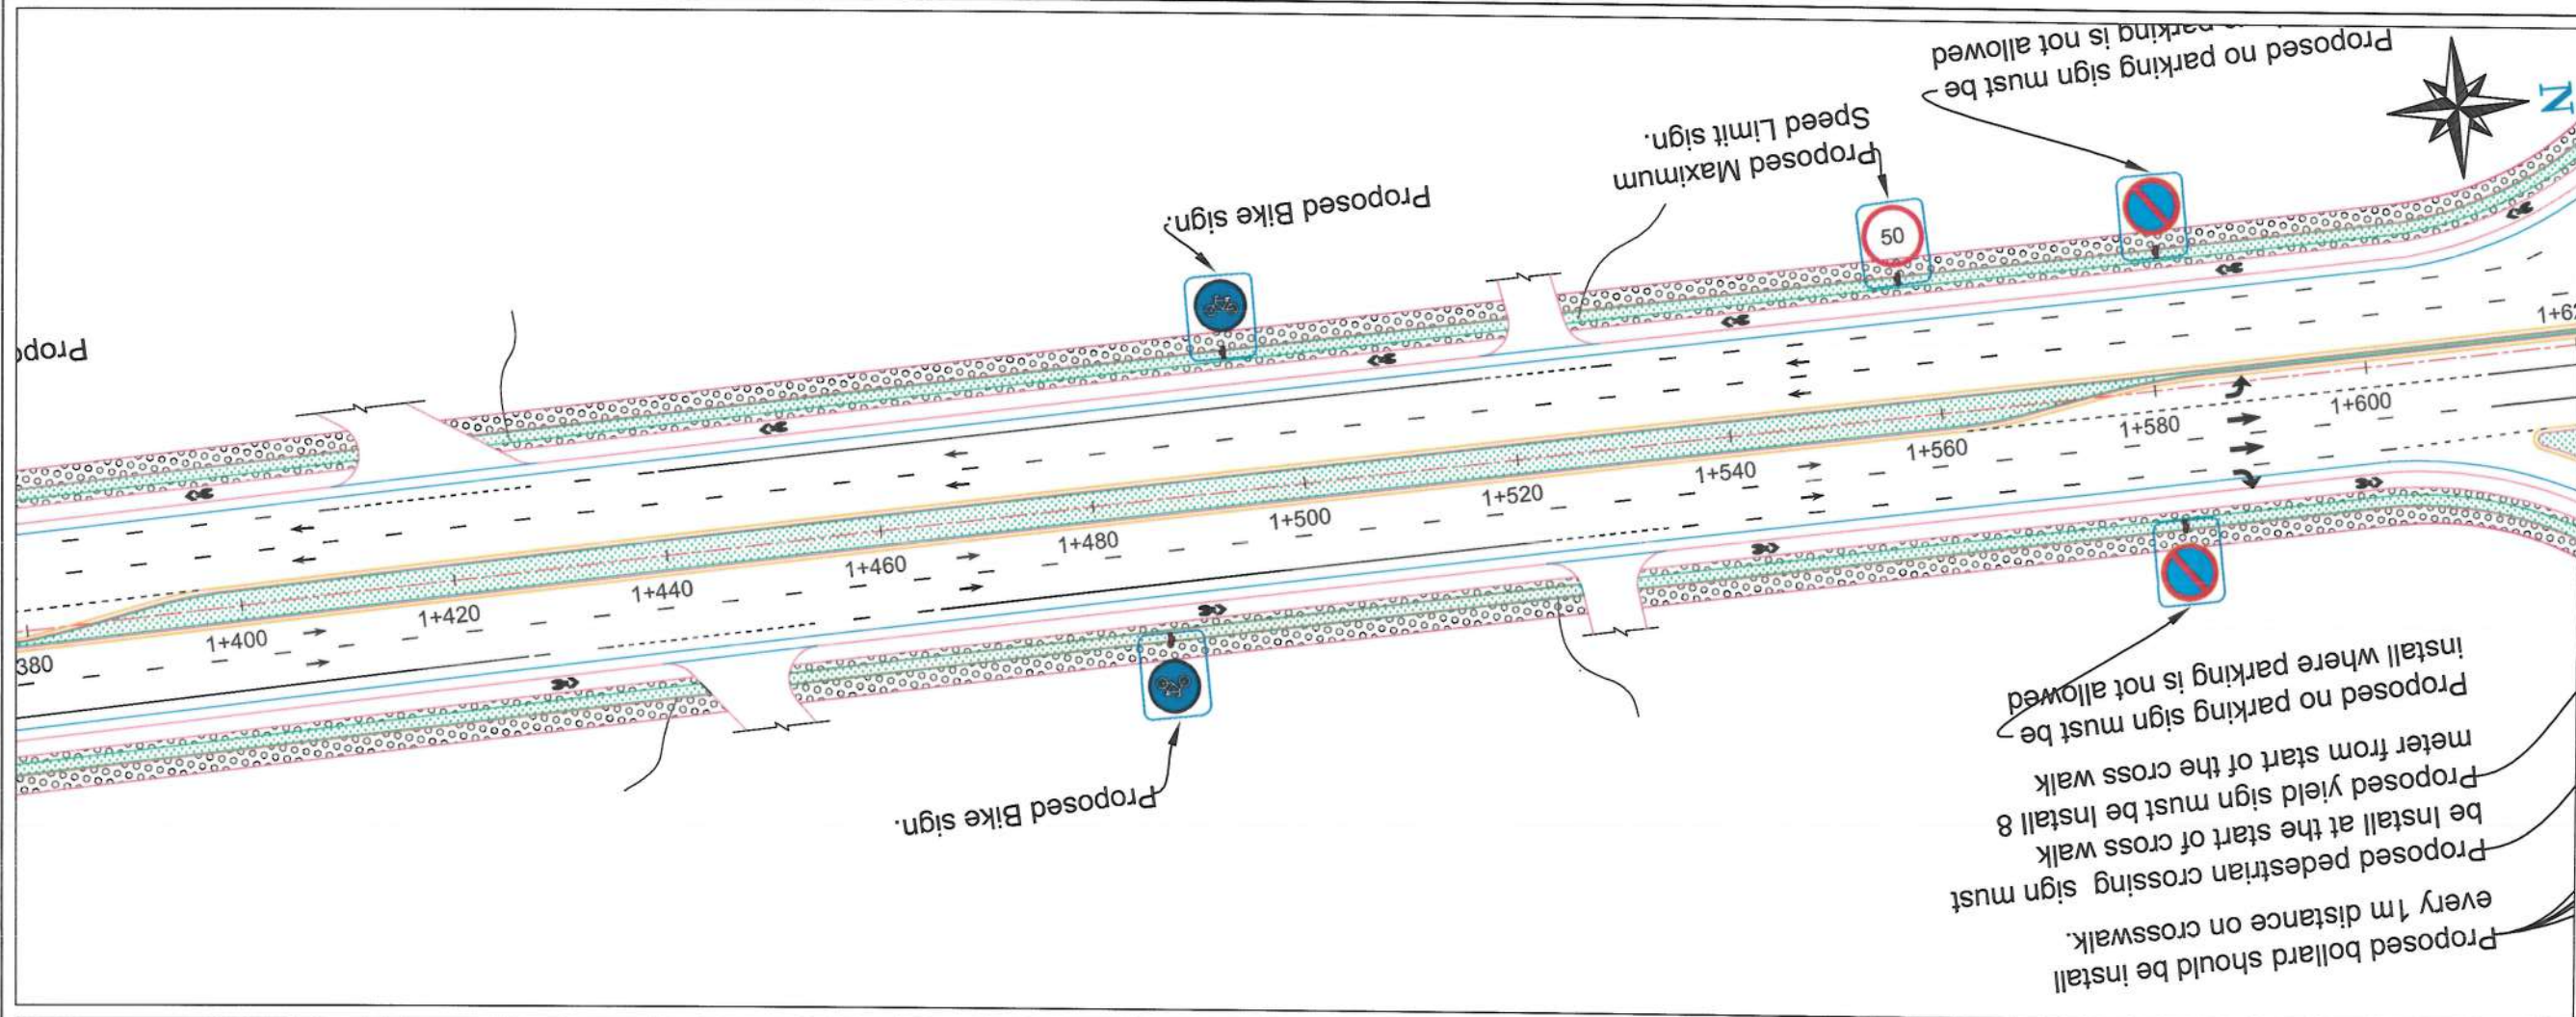 Proposed no parking sign must be
parking is not allowed
N
Proposed Maximum
Speed Limit sign.
50
Proposed Bike sign.
Propo
380
1+400
1+420
1+440
1+460
1+480
1+500
1+520
1+540
1+560
1+580
1+600
1+62
Proposed Bike sign.
Proposed bollard should be install
every 1m distance on crosswalk.
Proposed pedestrian crossing sign must
be Install at the start of cross walk
Proposed yield sign must be Install 8
meter from start of the cross walk
Proposed no parking sign must be
install where parking is not allowed